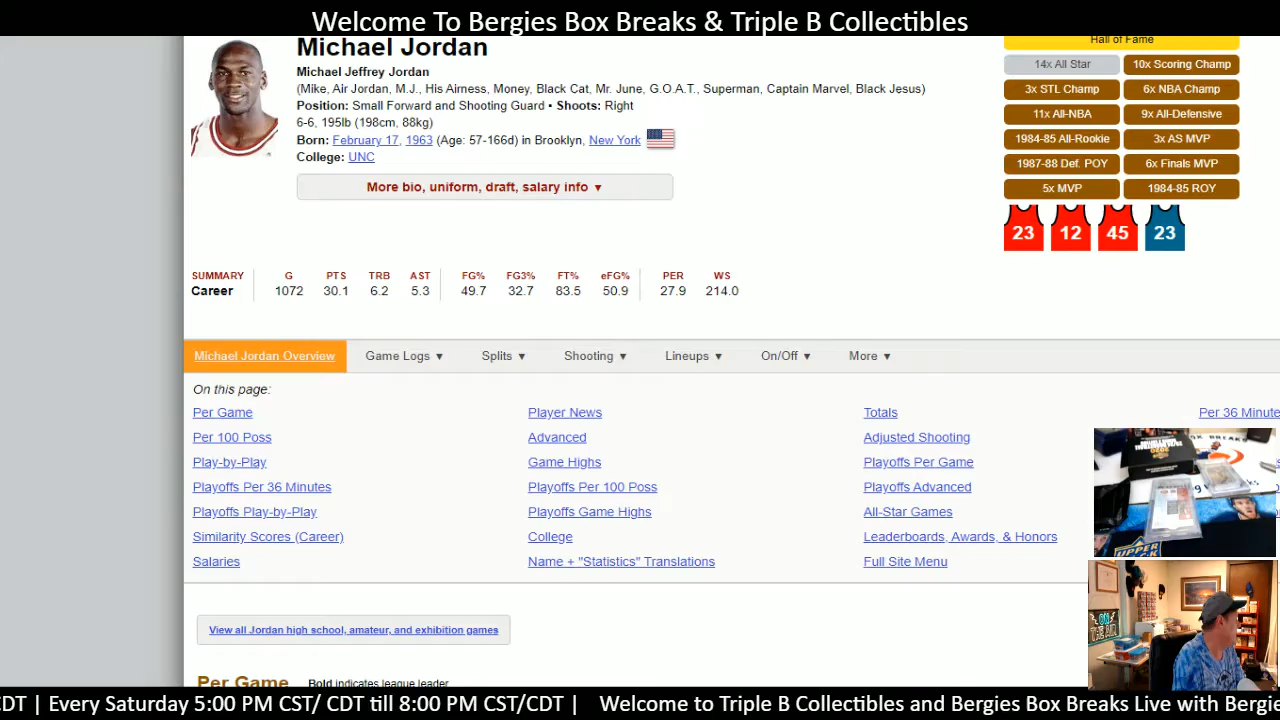 Welcome To Bergies Box Breaks & Triple B Collectibles
Michael Jordan
Michael Jeffrey Jordan
(Mike, Air Jordan, M.J., His Airness, Money, Black Cat, Mr. June, G.O.A.T., Superman, Captain Marvel, Black Jesus)
Position: Small Forward and Shooting Guard • Shoots: Right
6-6, 195lb (198cm, 88kg)
Born: February 17, 1963 (Age: 57-166d) in Brooklyn, New York
College: UNC
More bio, uniform, draft, salary info ▼
Hall of Fame
14x All Star 10x Scoring Champ
3x STL Champ 6x NBA Champ
11x All-NBA 9x All-Defensive
1984-85 All-Rookie 3x AS MVP
1987-88 Def. POY 6x Finals MVP
5x MVP 1984-85 ROY
23 12 45 23
SUMMARY G PTS TRB AST FG% FG3% FT% eFG% PER WS
Career 1072 30.1 6.2 5.3 49.7 32.7 83.5 50.9 27.9 214.0
Michael Jordan Overview Game Logs ▼ Splits ▼ Shooting ▼ Lineups ▼ On/Off ▼ More ▼
On this page:
Per Game Player News Totals Per 36 Minute
Per 100 Poss Advanced Adjusted Shooting
Play-by-Play Game Highs Playoffs Per Game
Playoffs Per 36 Minutes Playoffs Per 100 Poss Playoffs Advanced
Playoffs Play-by-Play Playoffs Game Highs All-Star Games
Similarity Scores (Career) College Leaderboards, Awards, & Honors
Salaries Name + "Statistics" Translations Full Site Menu
View all Jordan high school, amateur, and exhibition games
Per Game Bold indicates league leader
UPPER
CDT | Every Saturday 5:00 PM CST/ CDT till 8:00 PM CST/CDT | Welcome to Triple B Collectibles and Bergies Box Breaks Live with Bergie